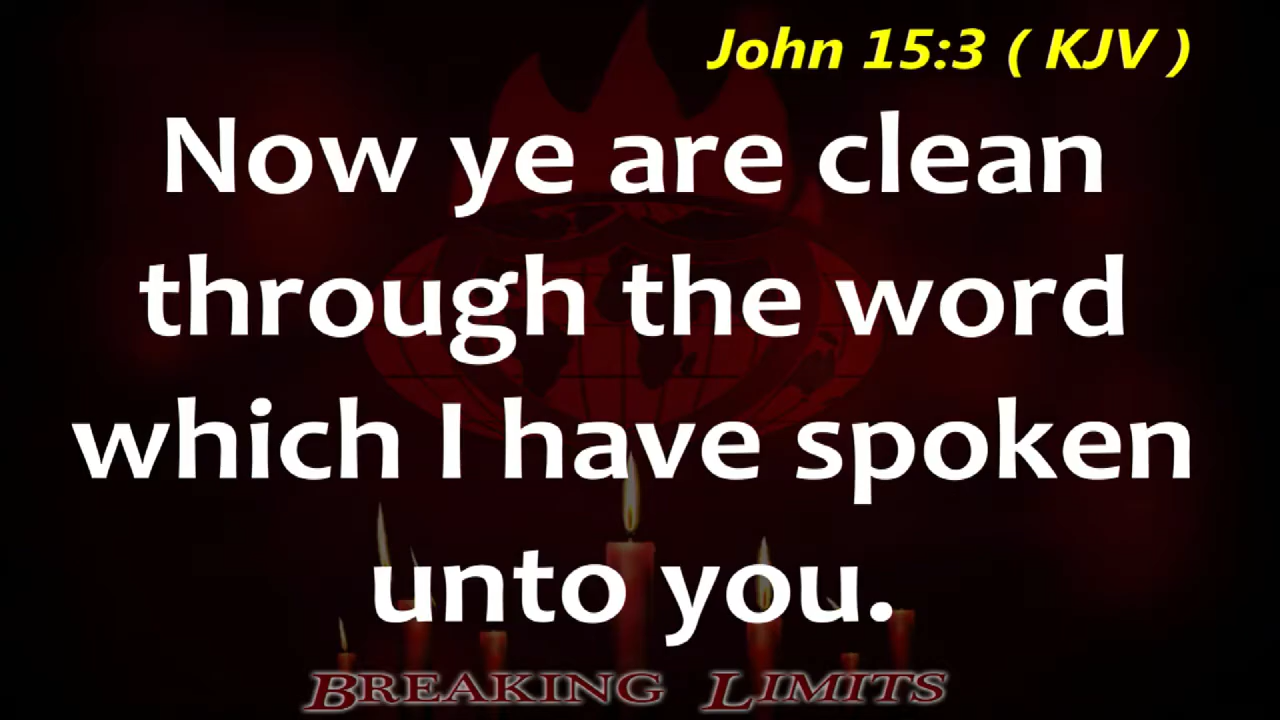 John 15:3 ( KJV )
Now ye are clean
through the word
which I have spoken
unto you.
BREAKING LIMITS